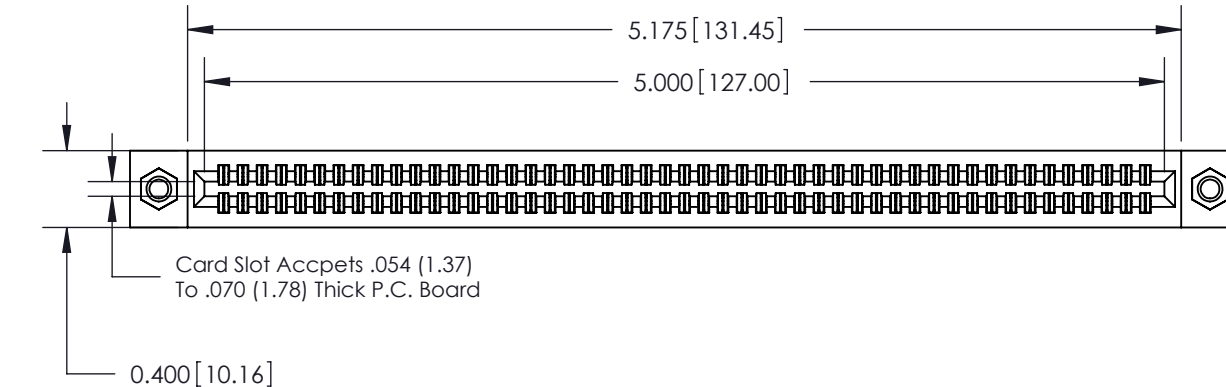 5.175[131.45]
5.000[127.00]
Card Slot Accpets .054 (1.37)
To .070 (1.78) Thick P.C. Board
0.400[10.16]